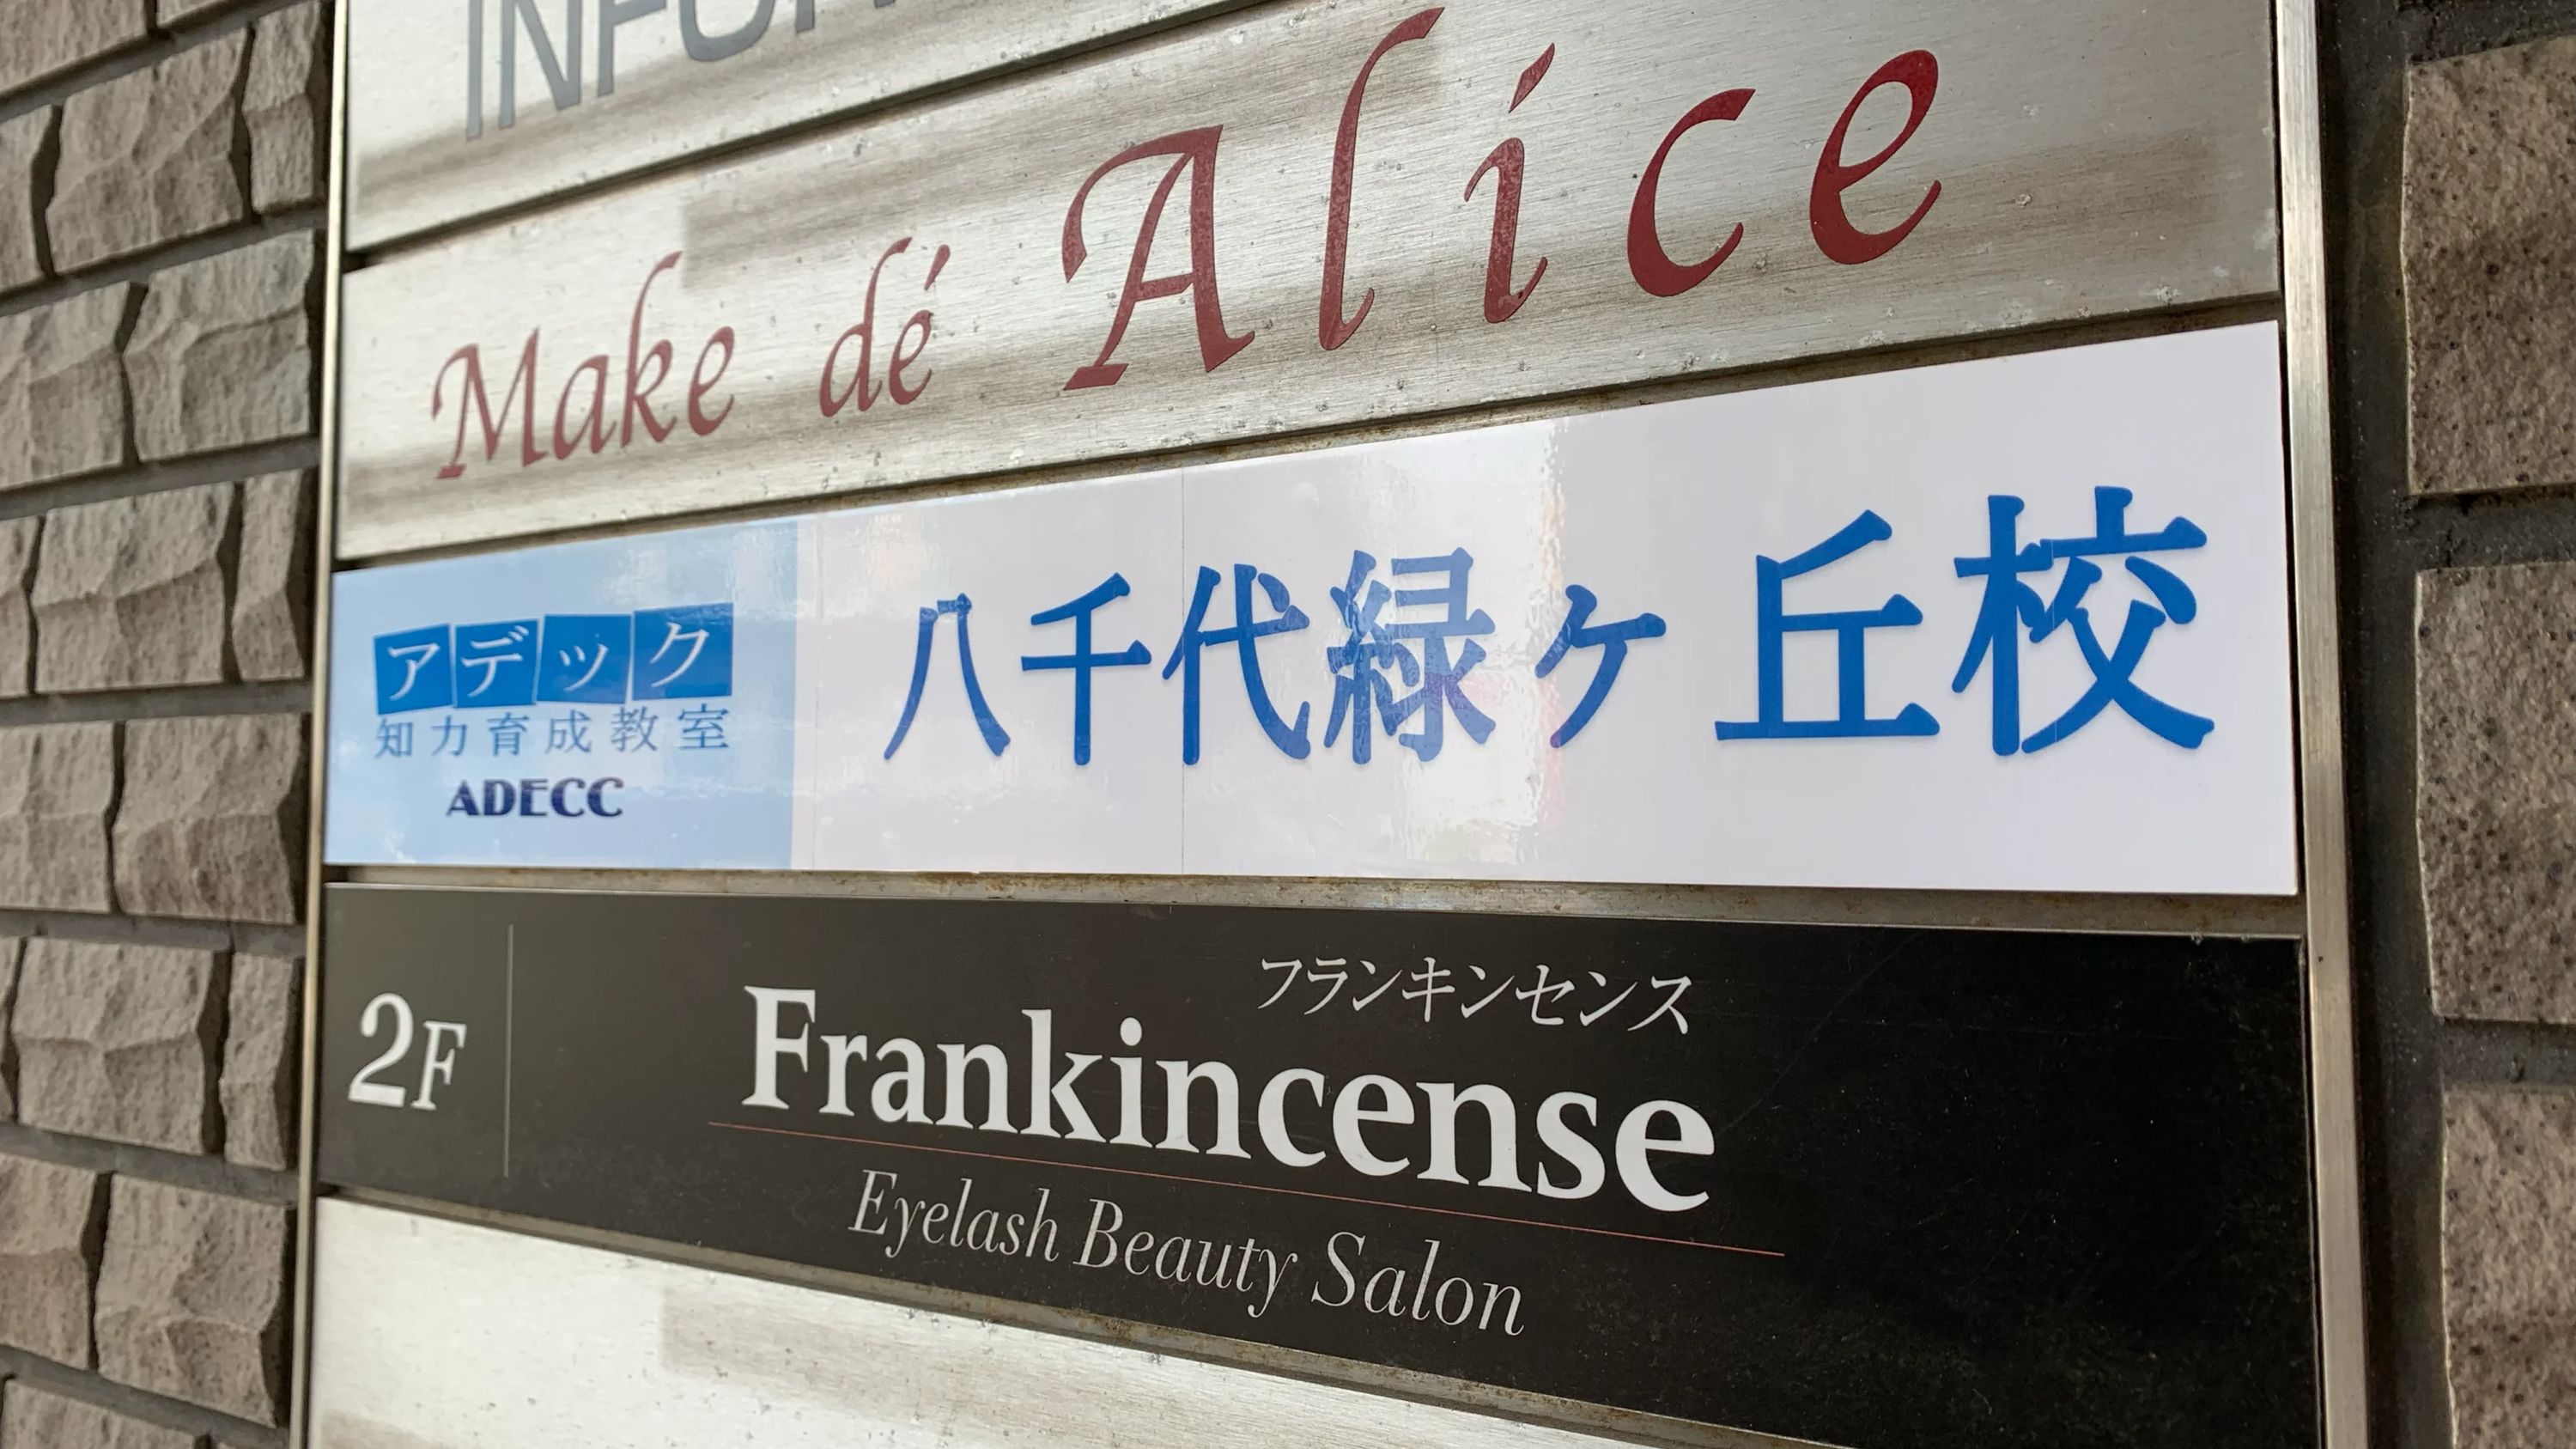 Make dé Alice
アデック
知力育成教室
ADECC
八千代緑ヶ丘校
2F
フランキンセンス
Frankincense
Eyelash Beauty Salon